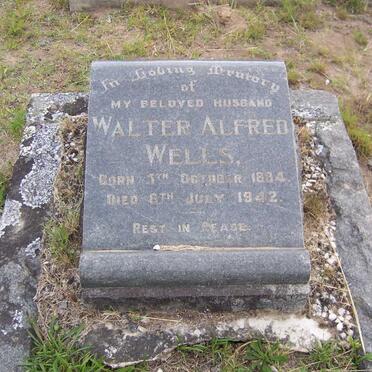 In Loving Memory
of
MY BELOVED HUSBAND
WALTER ALFRED
WELLS.
BORN 5TH OCTOBER 1884.
DIED 8TH JULY 1942.
REST IN PEACE.